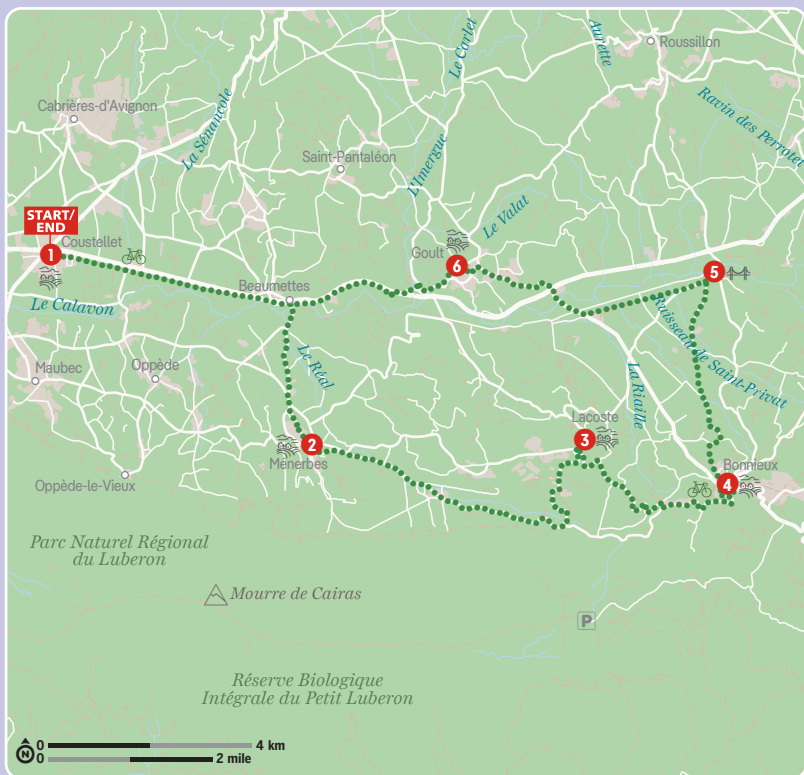 Le Carlet
Aurette
Roussillon
Cabrières-d'Avignon
La Sénancole
Ravin des Perrotet
Saint-Pantaléon
L'Imergue
START/
END
Le Valat
1
Coustellet
Goult
6
5
Beaumettes
Le Calavon
Ruisseau de Saint-Privat
Maubec
Oppède
Le Réal
La Riaille
Lacoste
3
2
Ménerbes
Bonnieux
4
Oppède-le-Vieux
Parc Naturel Régional
du Luberon
Mourre de Cairas
P
Réserve Biologique
Intégrale du Petit Luberon
N
0 4 km
0 2 mile